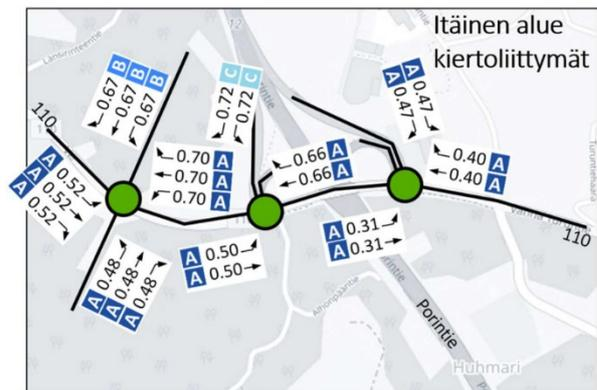 Itäinen alue
kiertoliittymät
12
Länsirinteentie
Porintie
110
0.67 B
0.67 B
0.67 B
0.72 C
0.72 C
A 0.47
A 0.47
0.70 A
0.70 A
0.70 A
0.66 A
0.66 A
0.40 A
0.40 A
A 0.52
A 0.52
A 0.52
A 0.48
A 0.48
A 0.48
A 0.50
A 0.50
A 0.31
A 0.31
110
Porintie
Huhmari